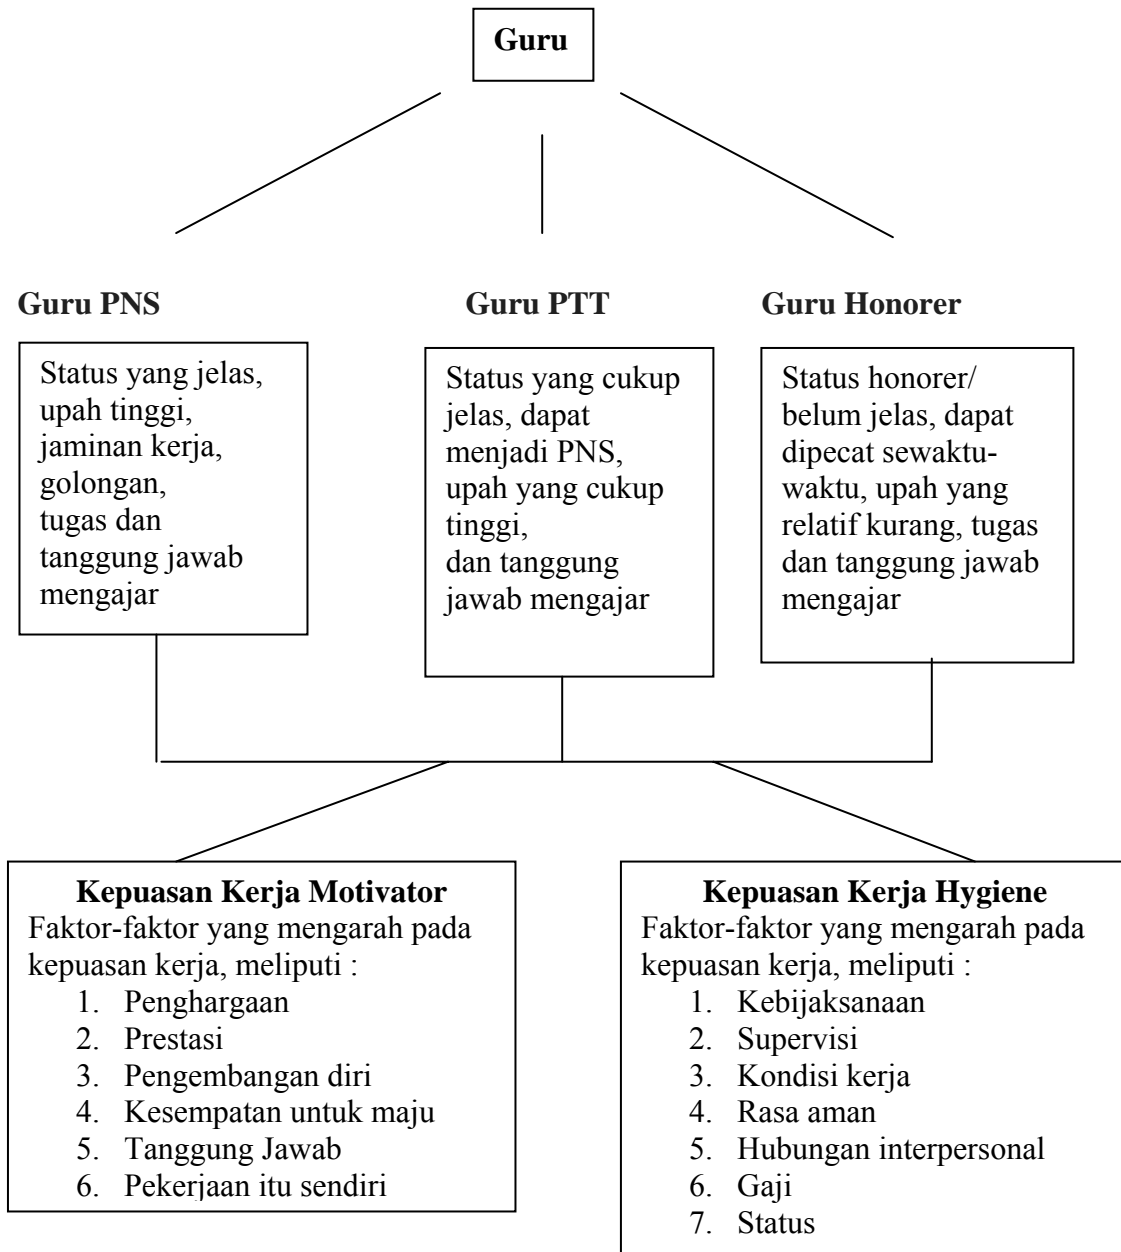 Guru
Guru PNS
Guru PTT
Guru Honorer
Status yang jelas,
upah tinggi,
jaminan kerja,
golongan,
tugas dan
tanggung jawab
mengajar
Status yang cukup
jelas, dapat
menjadi PNS,
upah yang cukup
tinggi,
dan tanggung
jawab mengajar
Status honorer/
belum jelas, dapat
dipecat sewaktu-
waktu, upah yang
relatif kurang, tugas
dan tanggung jawab
mengajar
Kepuasan Kerja Motivator
Faktor-faktor yang mengarah pada
kepuasan kerja, meliputi :
1. Penghargaan
2. Prestasi
3. Pengembangan diri
4. Kesempatan untuk maju
5. Tanggung Jawab
6. Pekerjaan itu sendiri
Kepuasan Kerja Hygiene
Faktor-faktor yang mengarah pada
kepuasan kerja, meliputi :
1. Kebijaksanaan
2. Supervisi
3. Kondisi kerja
4. Rasa aman
5. Hubungan interpersonal
6. Gaji
7. Status